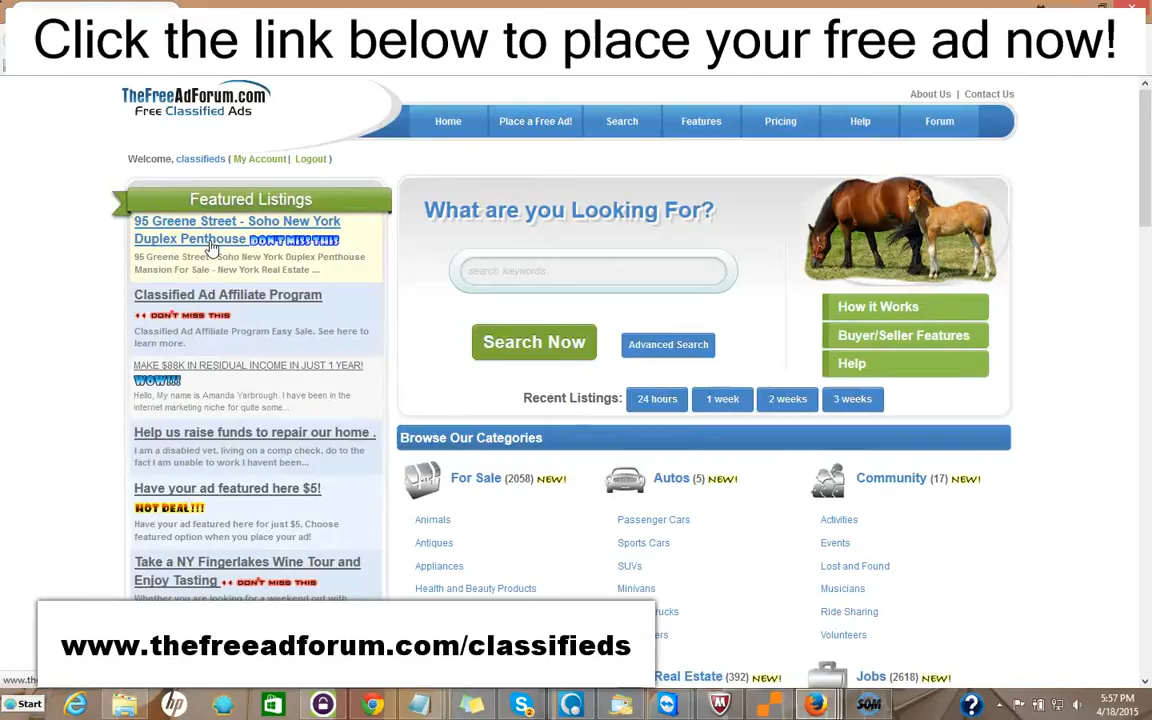 Click the link below to place your free ad now!
TheFreeAdForum.com
Free Classified Ads
About Us | Contact Us
Home Place a Free Ad! Search Features Pricing Help Forum
Welcome, classifieds ( My Account | Logout )
Featured Listings
95 Greene Street - Soho New York
Duplex Penthouse DON'T MISS THIS
95 Greene Street - Soho New York Duplex Penthouse
Mansion For Sale - New York Real Estate ...
Classified Ad Affiliate Program
DON'T MISS THIS
Classified Ad Affiliate Program Easy Sale. See here to
learn more.
MAKE $88K IN RESIDUAL INCOME IN JUST 1 YEAR!
WOW!!!
Hello, My name is Amanda Yarbrough. I have been in the
internet marketing niche for quite some...
Help us raise funds to repair our home .
I am a disabled vet. living on a comp check. do to the
fact I am unable to work I havent been...
Have your ad featured here $5!
HOT DEAL!!!
Have your ad featured here for just $5. Choose
featured option when you place your ad!
Take a NY Fingerlakes Wine Tour and
Enjoy Tasting DON'T MISS THIS
Whether you are looking for a weekend out with
What are you Looking For?
search keywords
Search Now Advanced Search
How it Works
Buyer/Seller Features
Help
Recent Listings: 24 hours 1 week 2 weeks 3 weeks
Browse Our Categories
For Sale (2058) NEW! Autos (5) NEW! Community (17) NEW!
Animals Passenger Cars Activities
Antiques Sports Cars Events
Appliances SUVs Lost and Found
Health and Beauty Products Minivans Musicians
Ride Sharing
Volunteers
Real Estate (392) NEW! Jobs (2618) NEW!
www.thefreeadforum.com/classifieds
Start
5:57 PM
4/18/2015